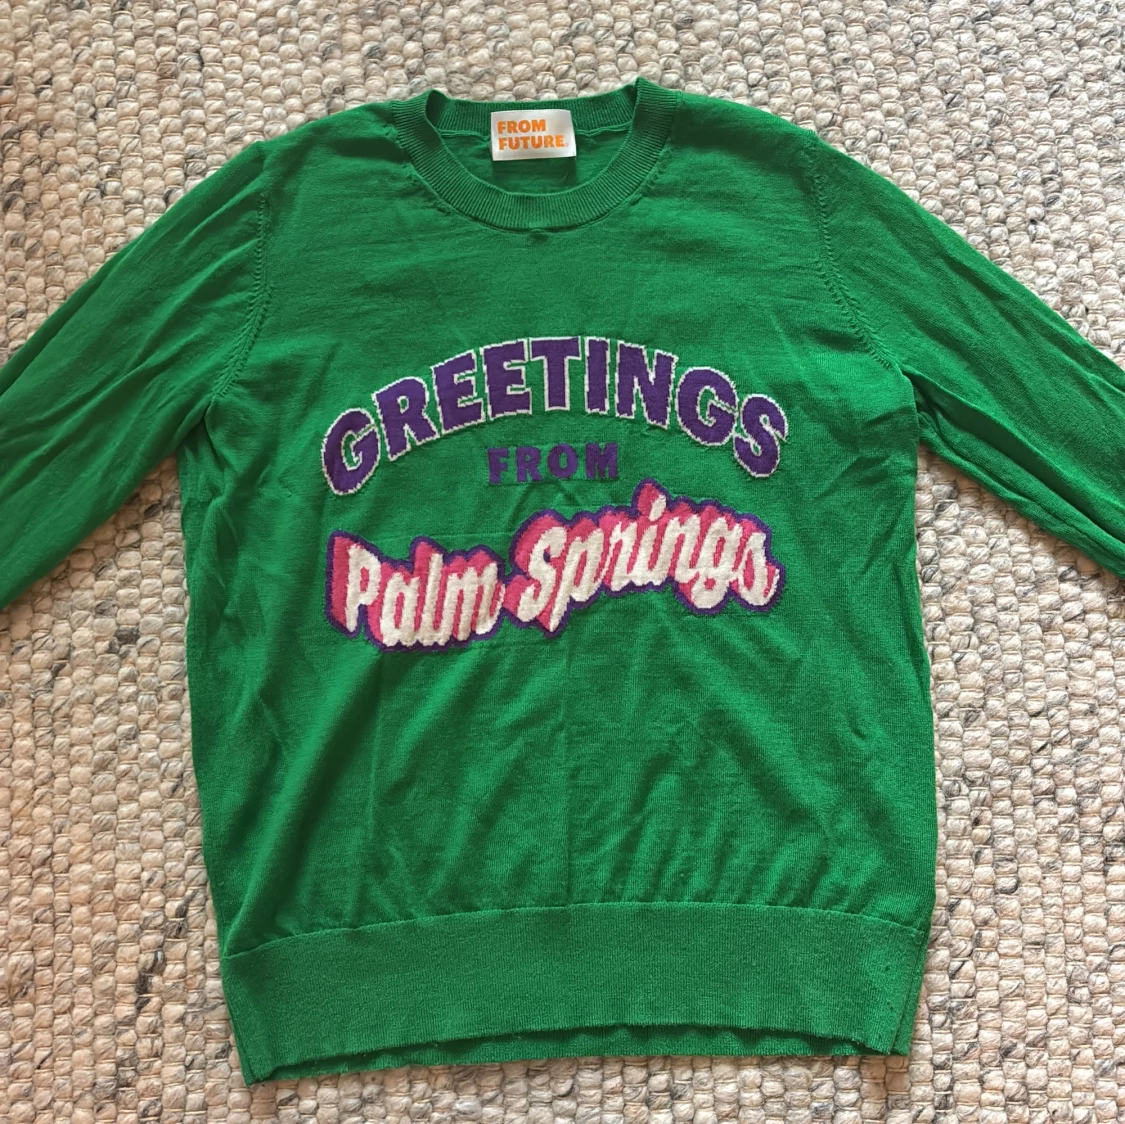 FROM
FUTURE.
GREETINGS
FROM
Palm Springs